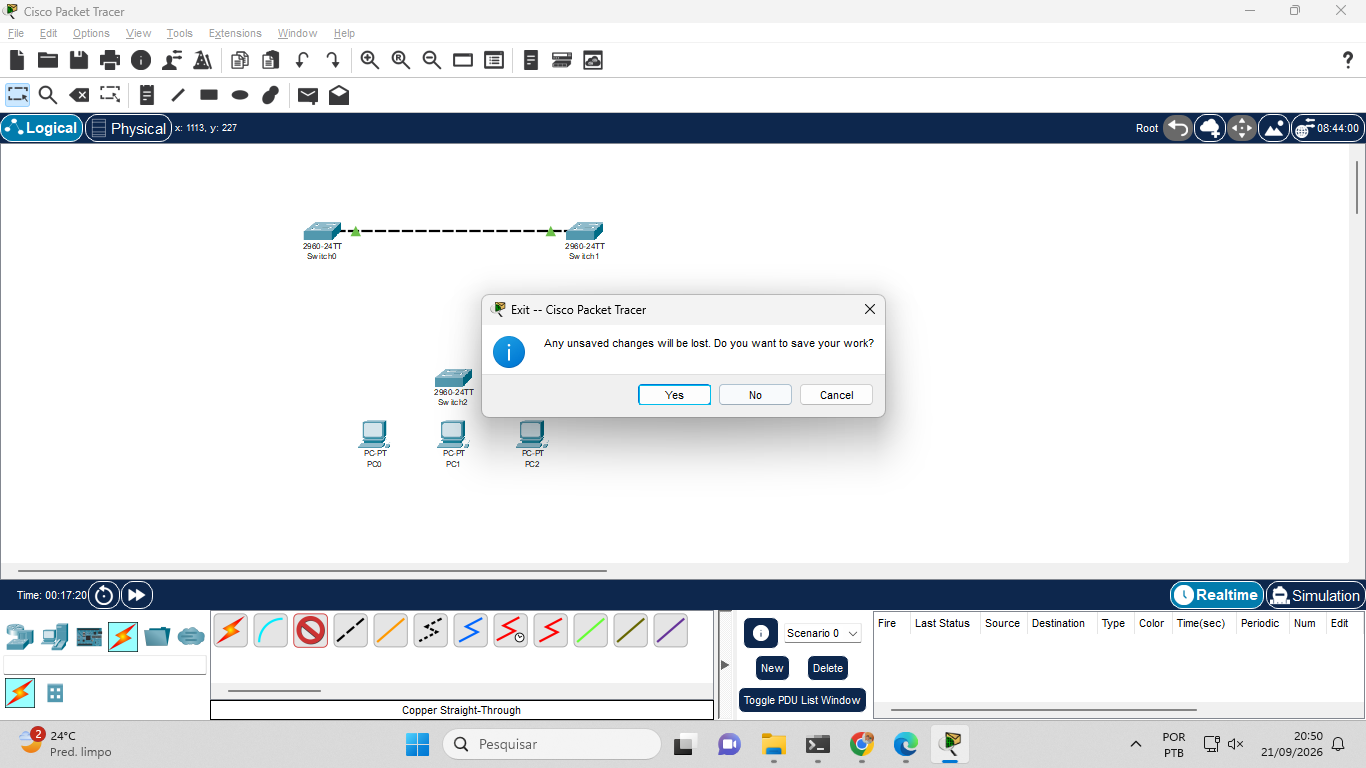 Cisco Packet Tracer
File Edit Options View Tools Extensions Window Help
Logical Physical x: 1113, y: 227 Root 08:44:00
2960-24TT
Switch0
2960-24TT
Switch1
Exit -- Cisco Packet Tracer
Any unsaved changes will be lost. Do you want to save your work?
Yes No Cancel
2960-24TT
Switch2
PC-PT
PC0
PC-PT
PC1
PC-PT
PC2
Time: 00:17:20 Realtime Simulation
Scenario 0
New Delete
Toggle PDU List Window
Fire Last Status Source Destination Type Color Time(sec) Periodic Num Edit
Copper Straight-Through
2
24°C
Pred. limpo
Pesquisar
POR
PTB
20:50
21/09/2026